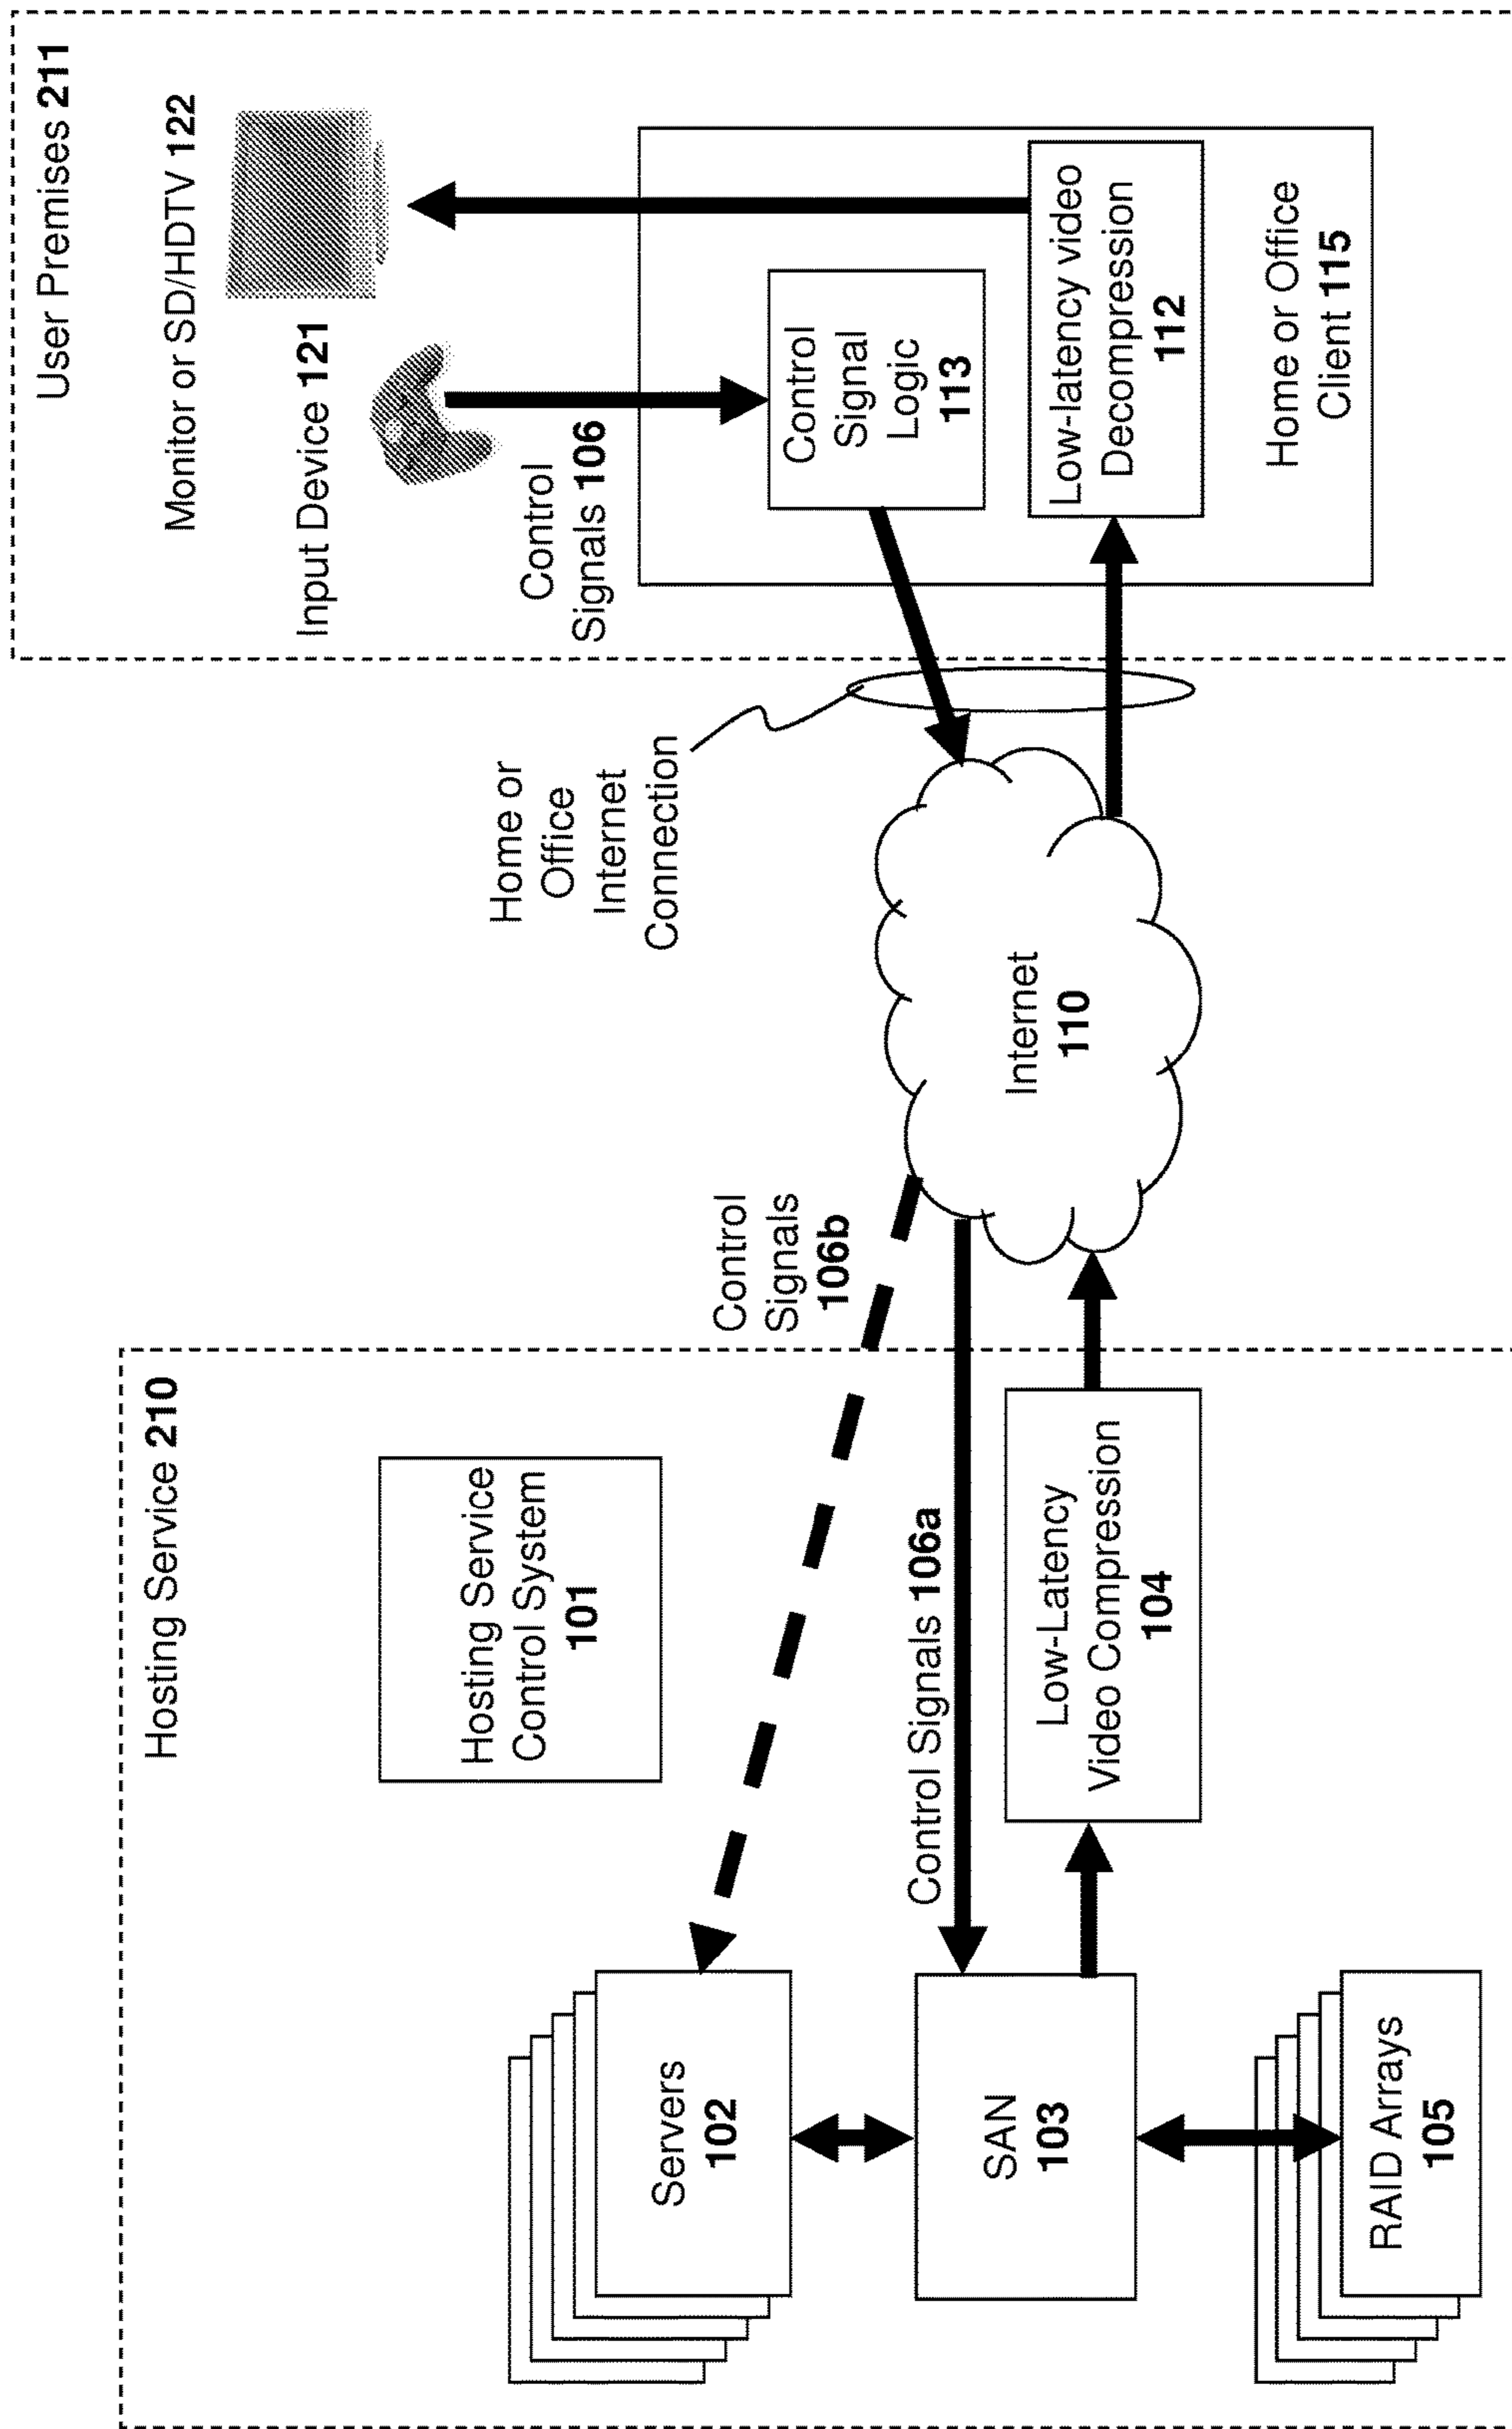 Hosting Service 210
Hosting Service
Control System
101
Servers
102
SAN
103
RAID Arrays
105
Control Signals 106a
Low-Latency
Video Compression
104
Control
Signals
106b
Internet
110
Home or
Office
Internet
Connection
User Premises 211
Monitor or SD/HDTV 122
Input Device 121
Control
Signals 106
Control
Signal
Logic
113
Low-latency video
Decompression
112
Home or Office
Client 115